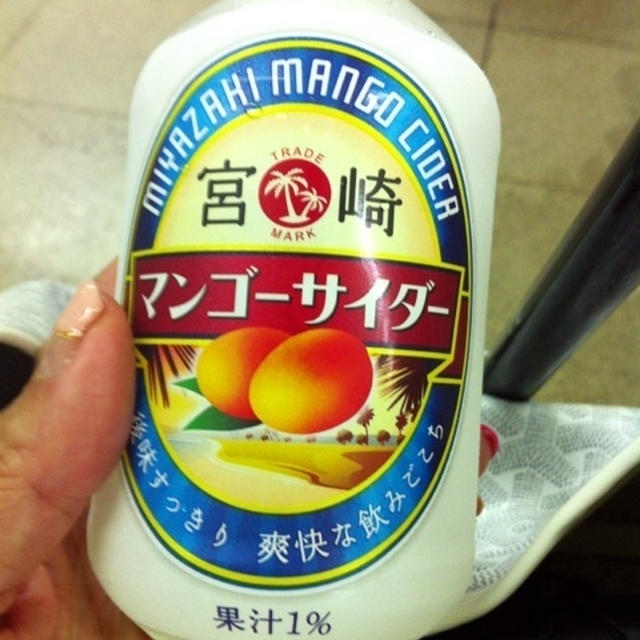 MIYAZAKI MANGO CIDER
TRADE
宮崎
MARK
マンゴーサイダー
後味すっきり 爽快な飲みごこち
果汁1%